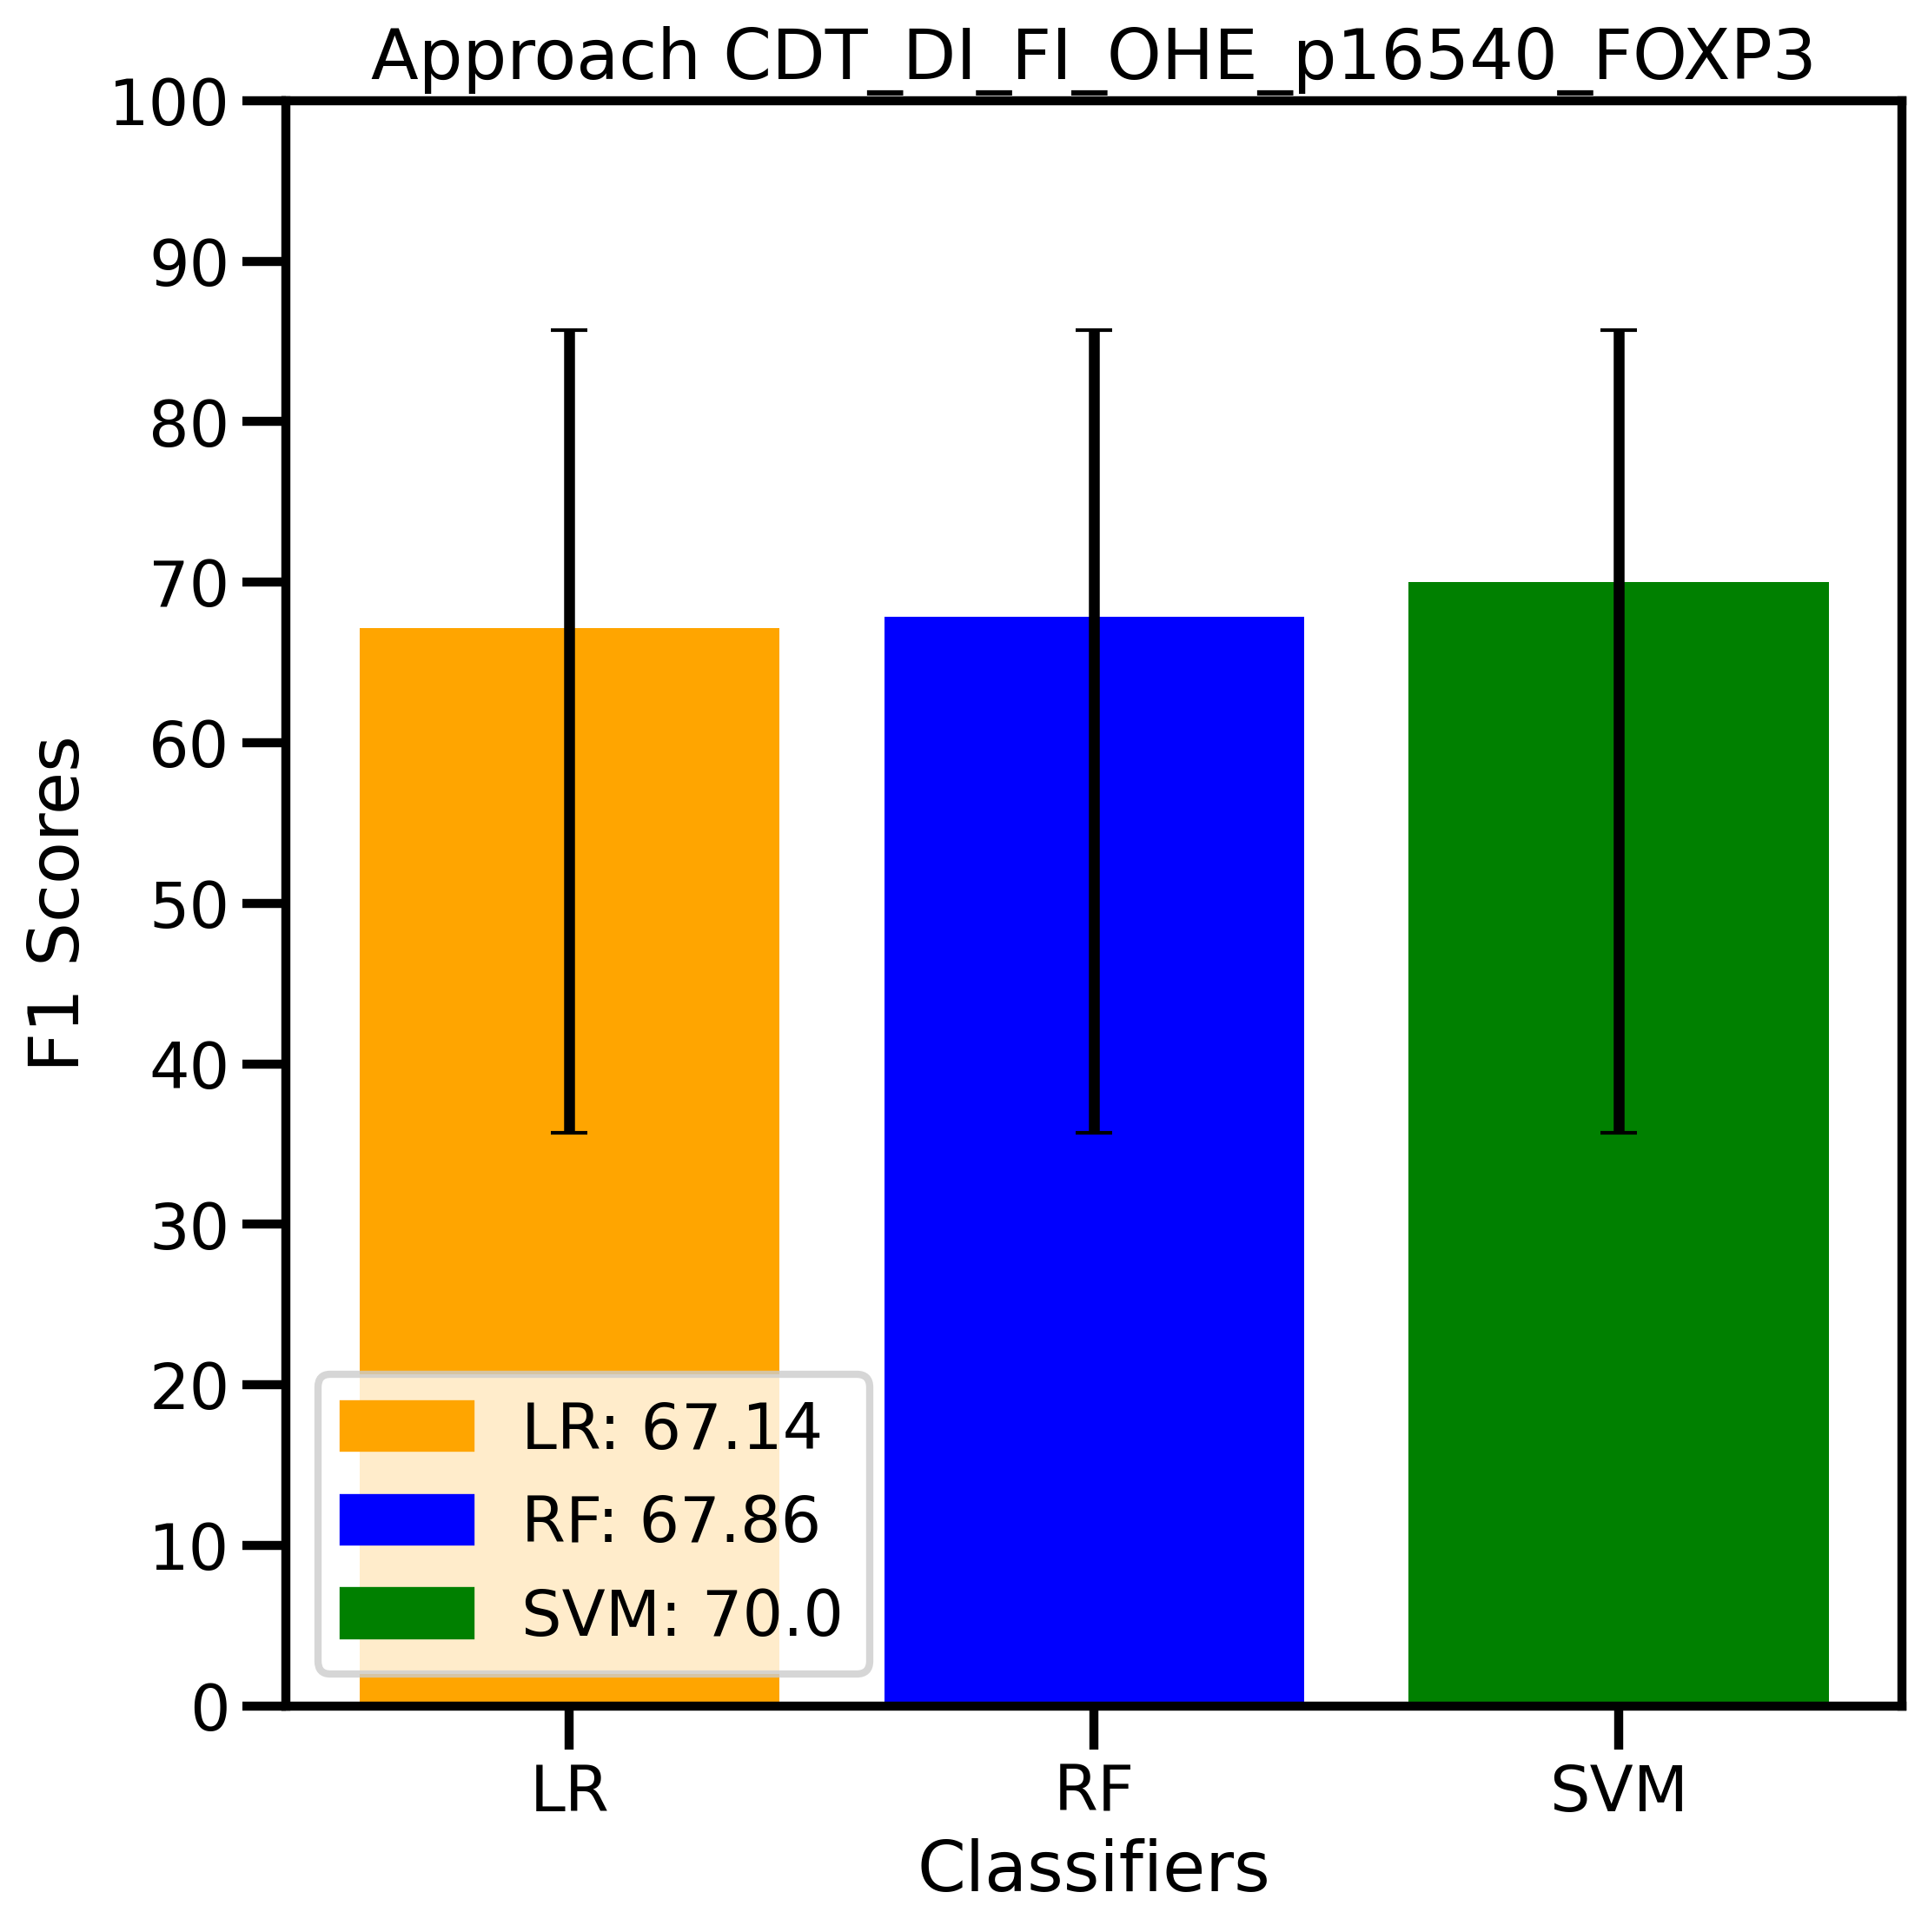 Approach CDT_DI_FI_OHE_p16540_FOXP3
100
90
80
70
60
50
40
30
20
10
0
F1 Scores
LR: 67.14
RF: 67.86
SVM: 70.0
LR
RF
SVM
Classifiers